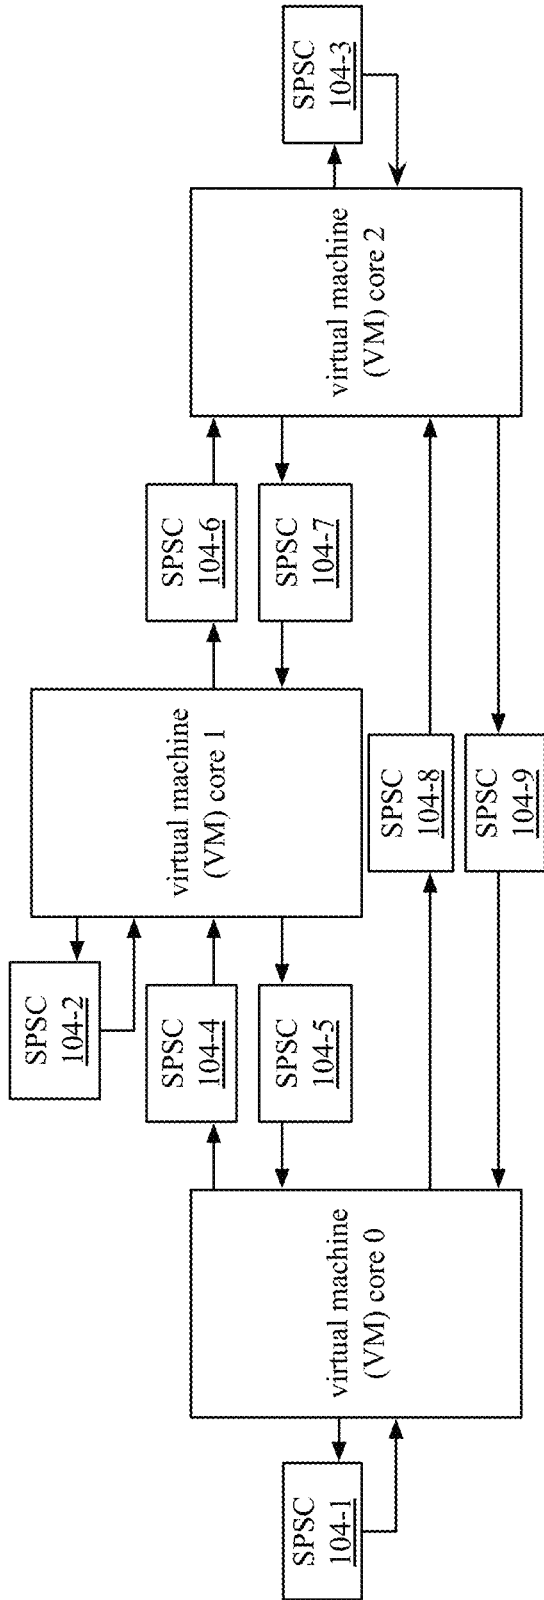 SPSC
104-1
virtual machine
(VM) core 0
SPSC
104-2
SPSC
104-4
SPSC
104-5
virtual machine
(VM) core 1
SPSC
104-8
SPSC
104-9
SPSC
104-6
SPSC
104-7
virtual machine
(VM) core 2
SPSC
104-3